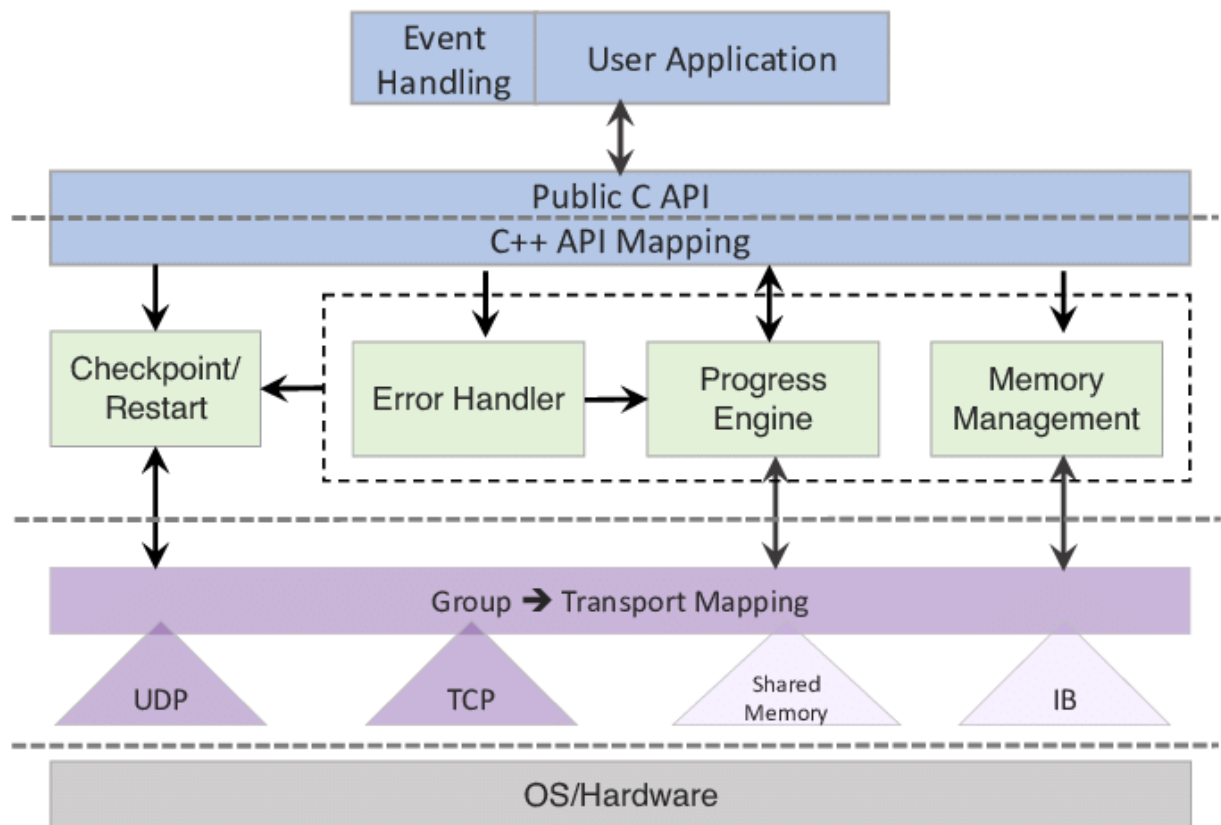 Event
Handling
User Application
Public C API
C++ API Mapping
Checkpoint/
Restart
Error Handler
Progress
Engine
Memory
Management
Group ➔ Transport Mapping
UDP
TCP
Shared
Memory
IB
OS/Hardware